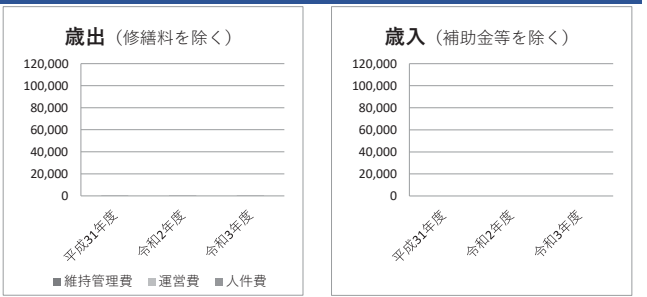 歳出（修繕料を除く）
120,000
100,000
80,000
60,000
40,000
20,000
0
平成31年度
令和2年度
令和3年度
■維持管理費 ■運営費 ■人件費
歳入（補助金等を除く）
120,000
100,000
80,000
60,000
40,000
20,000
0
平成31年度
令和2年度
令和3年度